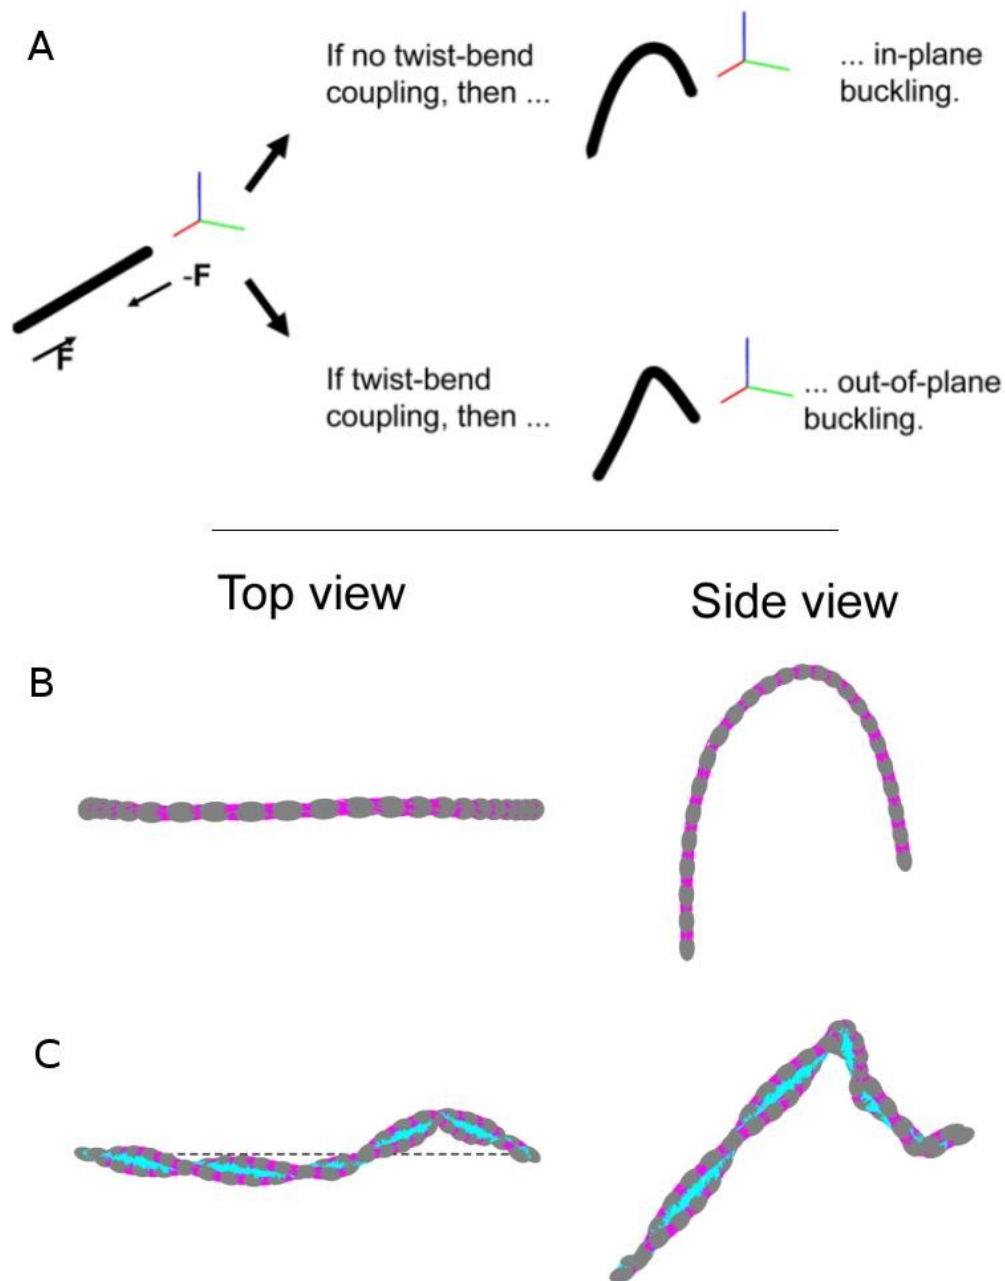 A
If no twist-bend
coupling, then ...
... in-plane
buckling.
-F
F
If twist-bend
coupling, then ...
... out-of-plane
buckling.
Top view
Side view
B
C